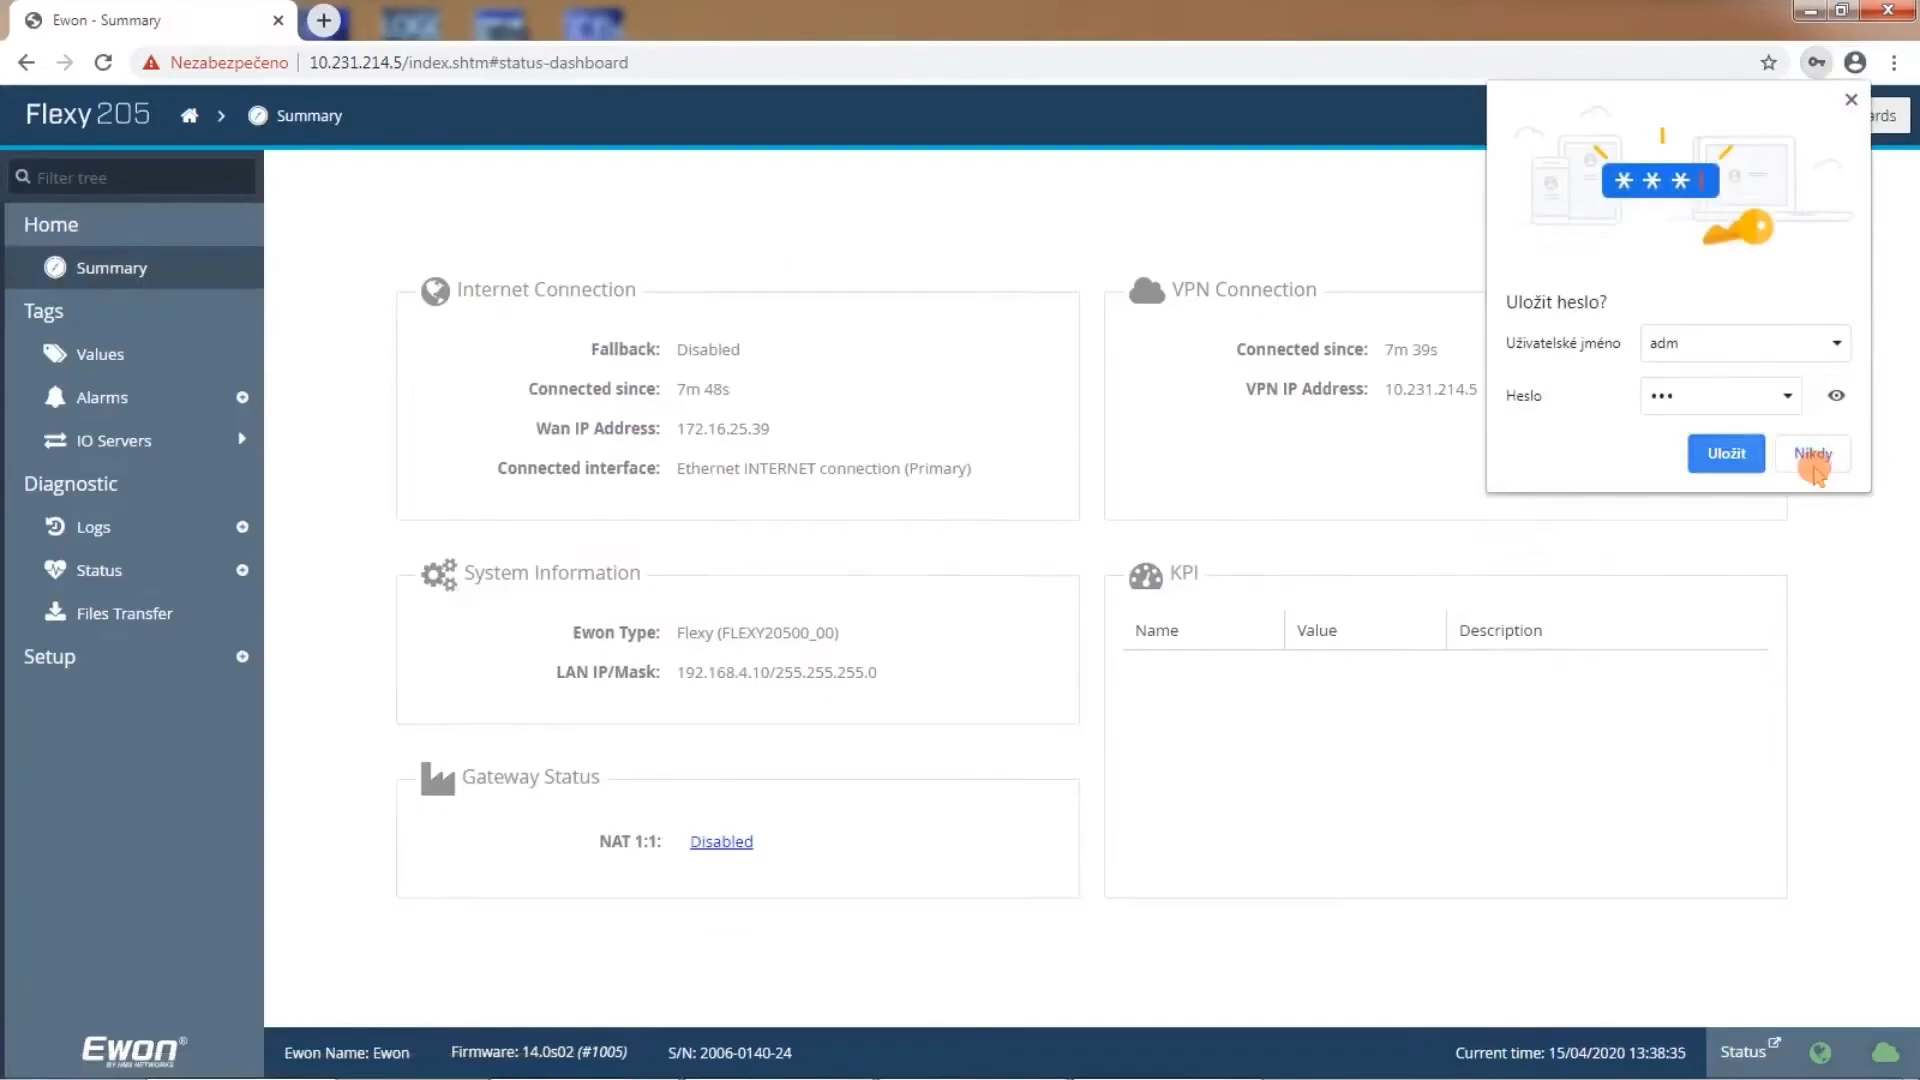 Ewon - Summary
Nezabezpečeno
10.231.214.5/index.shtm#status-dashboard
Flexy 205
Summary
Filter tree
Home
Summary
Tags
Values
Alarms
IO Servers
Diagnostic
Logs
Status
Files Transfer
Setup
Internet Connection
Fallback: Disabled
Connected since: 7m 48s
Wan IP Address: 172.16.25.39
Connected interface: Ethernet INTERNET connection (Primary)
VPN Connection
Connected since: 7m 39s
VPN IP Address: 10.231.214.5
System Information
Ewon Type: Flexy (FLEXY20500_00)
LAN IP/Mask: 192.168.4.10/255.255.255.0
KPI
Name Value Description
Gateway Status
NAT 1:1: Disabled
* * *
Uložit heslo?
Uživatelské jméno adm
Heslo •••
Uložit Nikdy
Ewon®
BY HMS NETWORKS
Ewon Name: Ewon
Firmware: 14.0s02 (#1005)
S/N: 2006-0140-24
Current time: 15/04/2020 13:38:35
Status